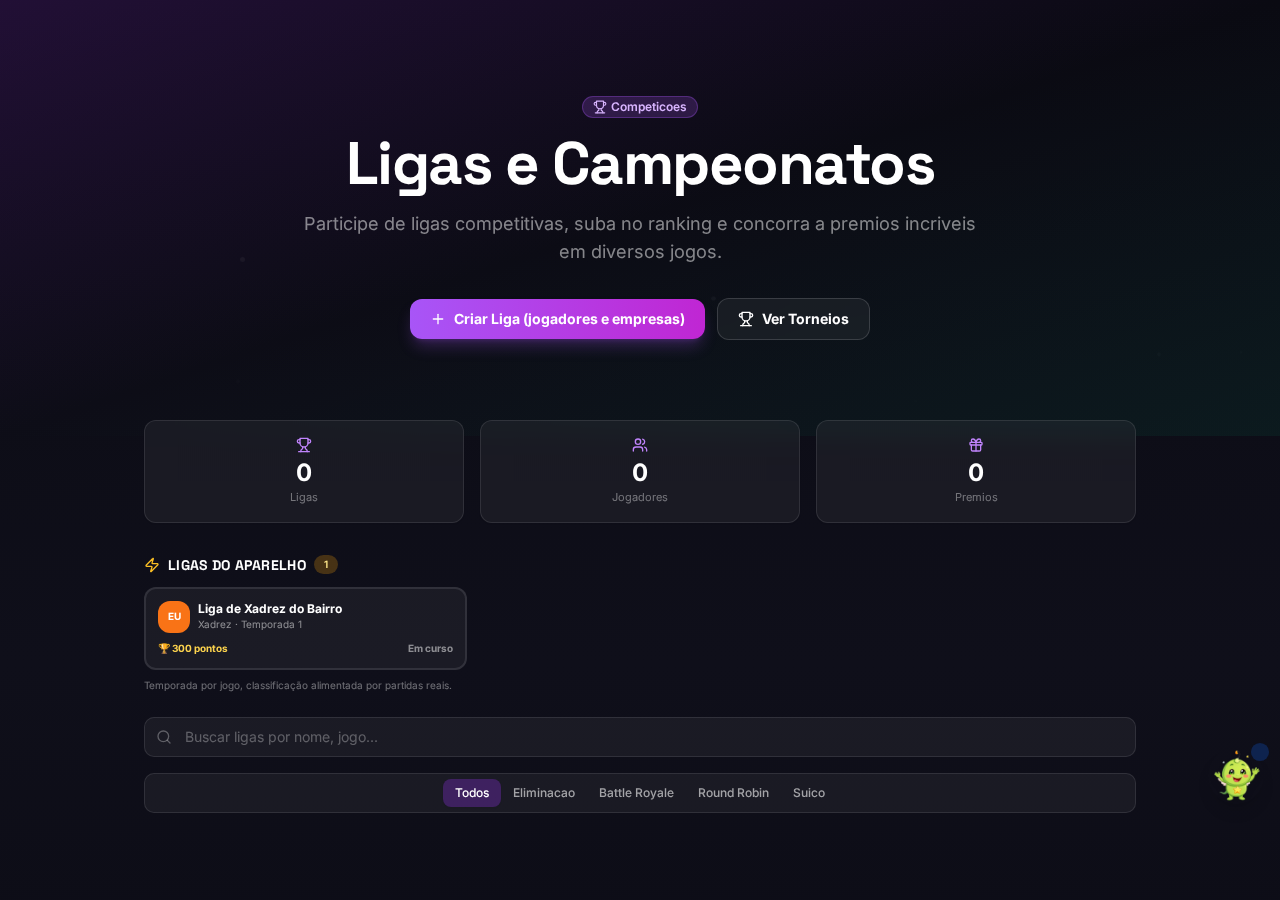 Competicoes
Ligas e Campeonatos
Participe de ligas competitivas, suba no ranking e concorra a premios incriveis
em diversos jogos.
Criar Liga (jogadores e empresas)
Ver Torneios
0
Ligas
0
Jogadores
0
Premios
LIGAS DO APARELHO
1
EU
Liga de Xadrez do Bairro
Xadrez · Temporada 1
🏆 300 pontos
Em curso
Temporada por jogo, classificação alimentada por partidas reais.
Buscar ligas por nome, jogo...
Todos
Eliminacao
Battle Royale
Round Robin
Suico